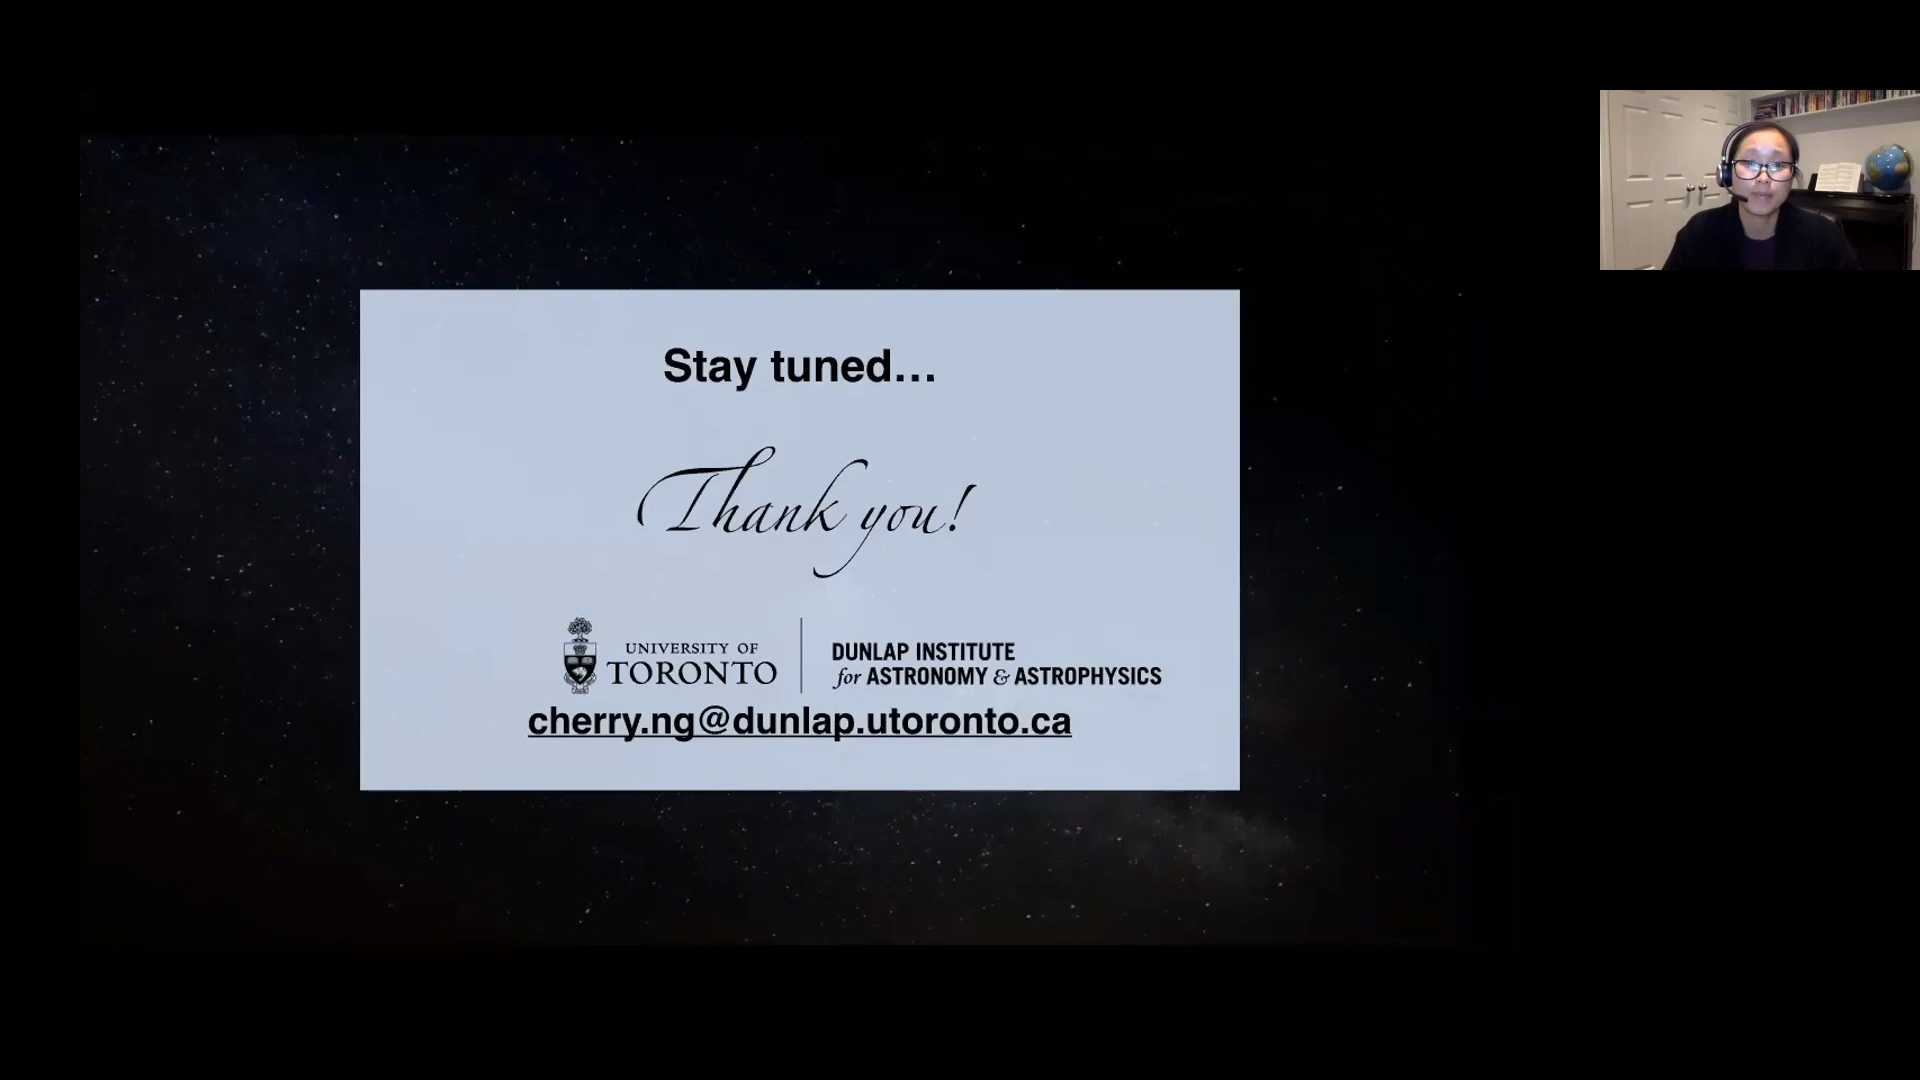 Stay tuned…
Thank you!
UNIVERSITY OF
TORONTO
DUNLAP INSTITUTE
for ASTRONOMY & ASTROPHYSICS
cherry.ng@dunlap.utoronto.ca